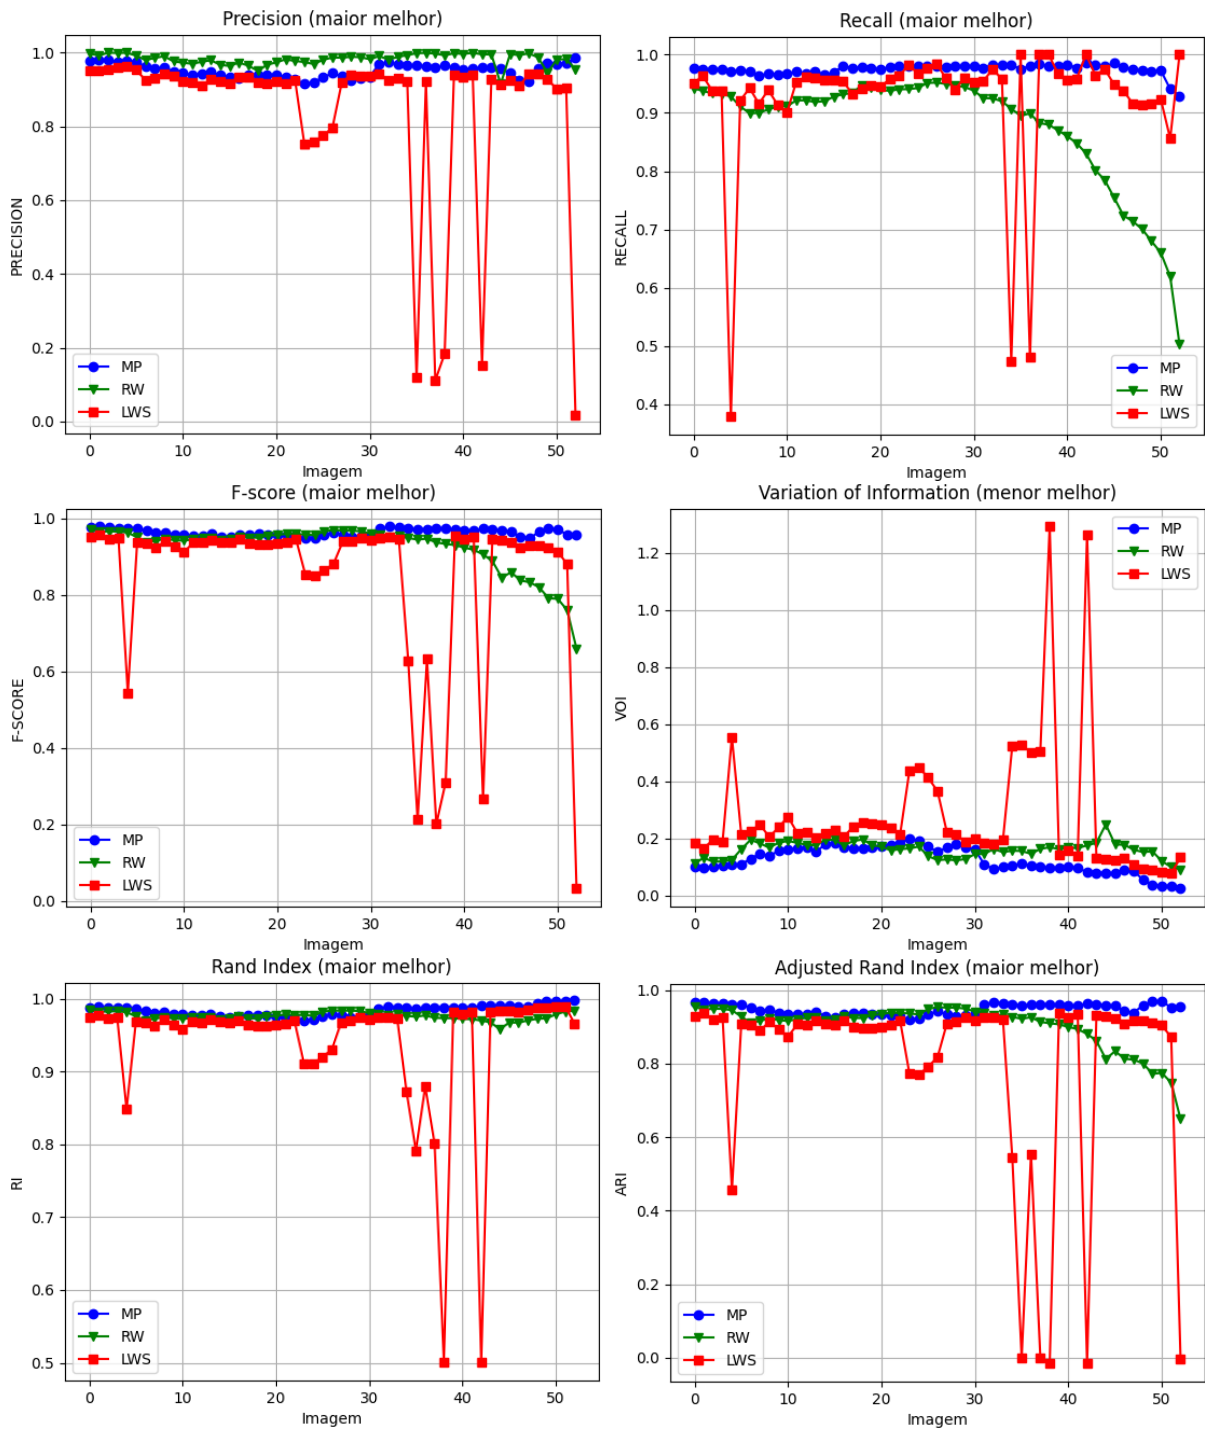 Precision (maior melhor)
1.0
0.8
0.6
0.4
0.2
0.0
PRECISION
MP
RW
LWS
0 10 20 30 40 50
Imagem
Recall (maior melhor)
1.0
0.9
0.8
0.7
0.6
0.5
0.4
RECALL
MP
RW
LWS
0 10 20 30 40 50
Imagem
F-score (maior melhor)
1.0
0.8
0.6
0.4
0.2
0.0
F-SCORE
MP
RW
LWS
0 10 20 30 40 50
Imagem
Variation of Information (menor melhor)
1.2
1.0
0.8
0.6
0.4
0.2
0.0
VOI
MP
RW
LWS
0 10 20 30 40 50
Imagem
Rand Index (maior melhor)
1.0
0.9
0.8
0.7
0.6
0.5
RI
MP
RW
LWS
0 10 20 30 40 50
Imagem
Adjusted Rand Index (maior melhor)
1.0
0.8
0.6
0.4
0.2
0.0
ARI
MP
RW
LWS
0 10 20 30 40 50
Imagem